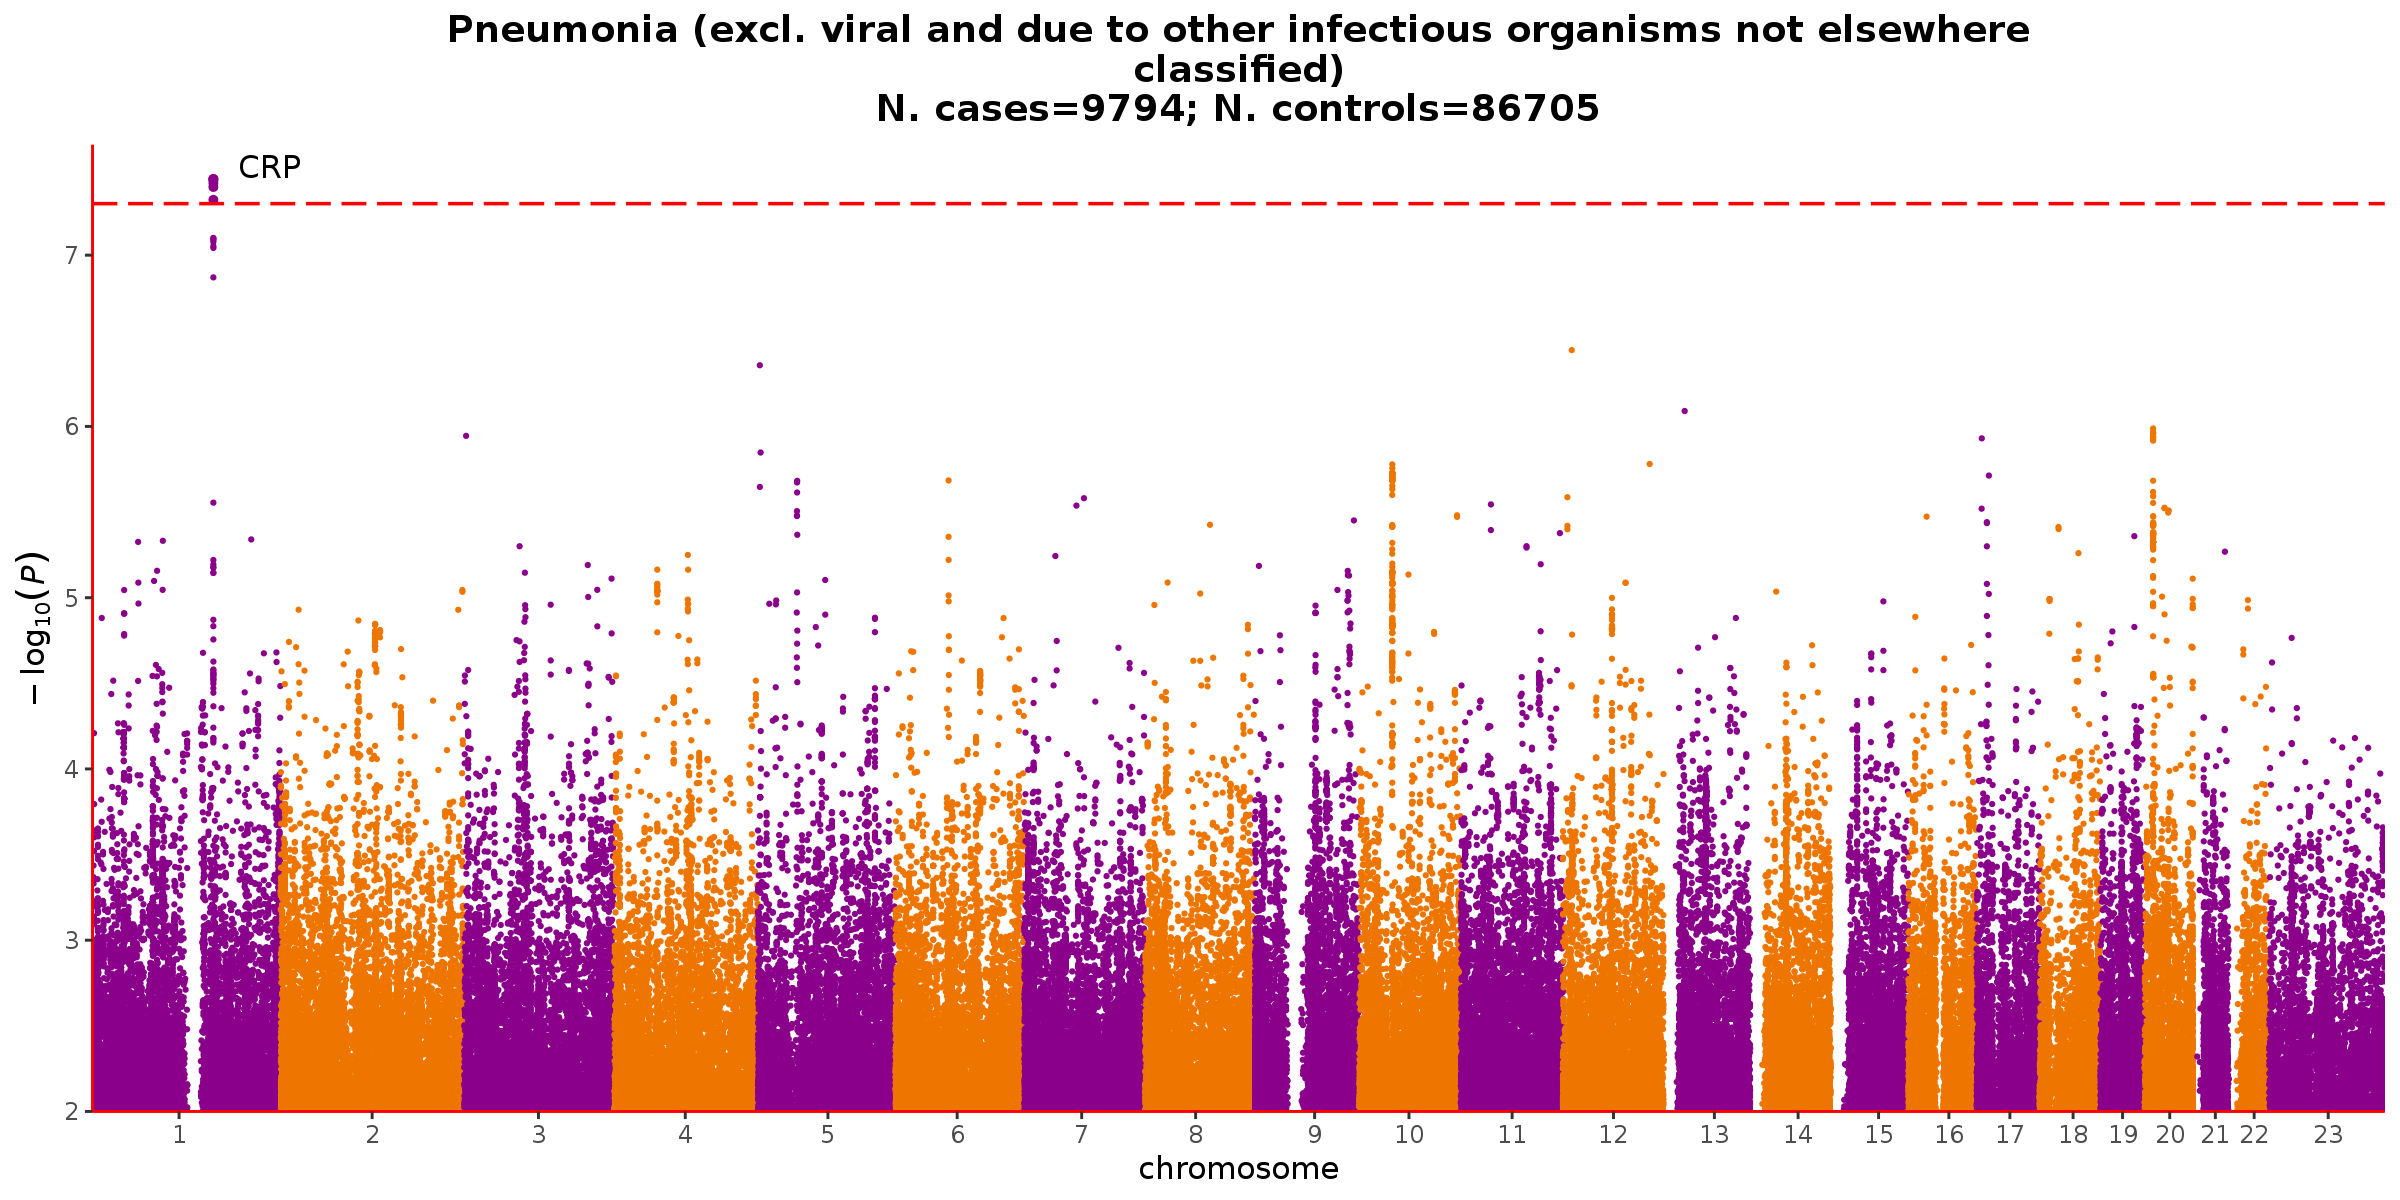 Pneumonia (excl. viral and due to other infectious organisms not elsewhere
classified)
N. cases=9794; N. controls=86705
CRP
7
6
5
4
3
2
− log₁₀(P)
1 2 3 4 5 6 7 8 9 10 11 12 13 14 15 16 17 18 19 20 21 22 23
chromosome